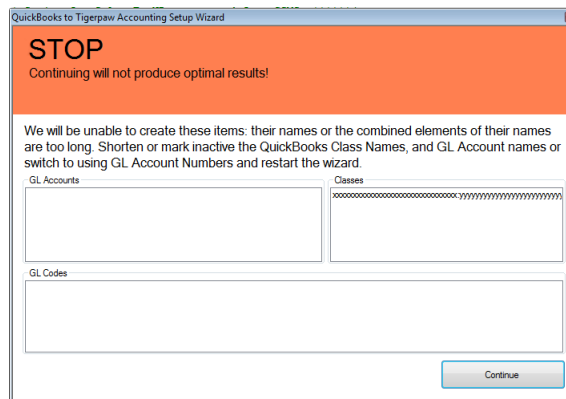 QuickBooks to Tigerpaw Accounting Setup Wizard
STOP
Continuing will not produce optimal results!
We will be unable to create these items: their names or the combined elements of their names
are too long. Shorten or mark inactive the QuickBooks Class Names, and GL Account names or
switch to using GL Account Numbers and restart the
wizard.
GL Accounts
Classes
xxxxxxxxxxxxxxxxxxxxxxxxxxxxxxx:yyyyyyyyyyyyyyyyyyyyyyyyy
GL Codes
Continue